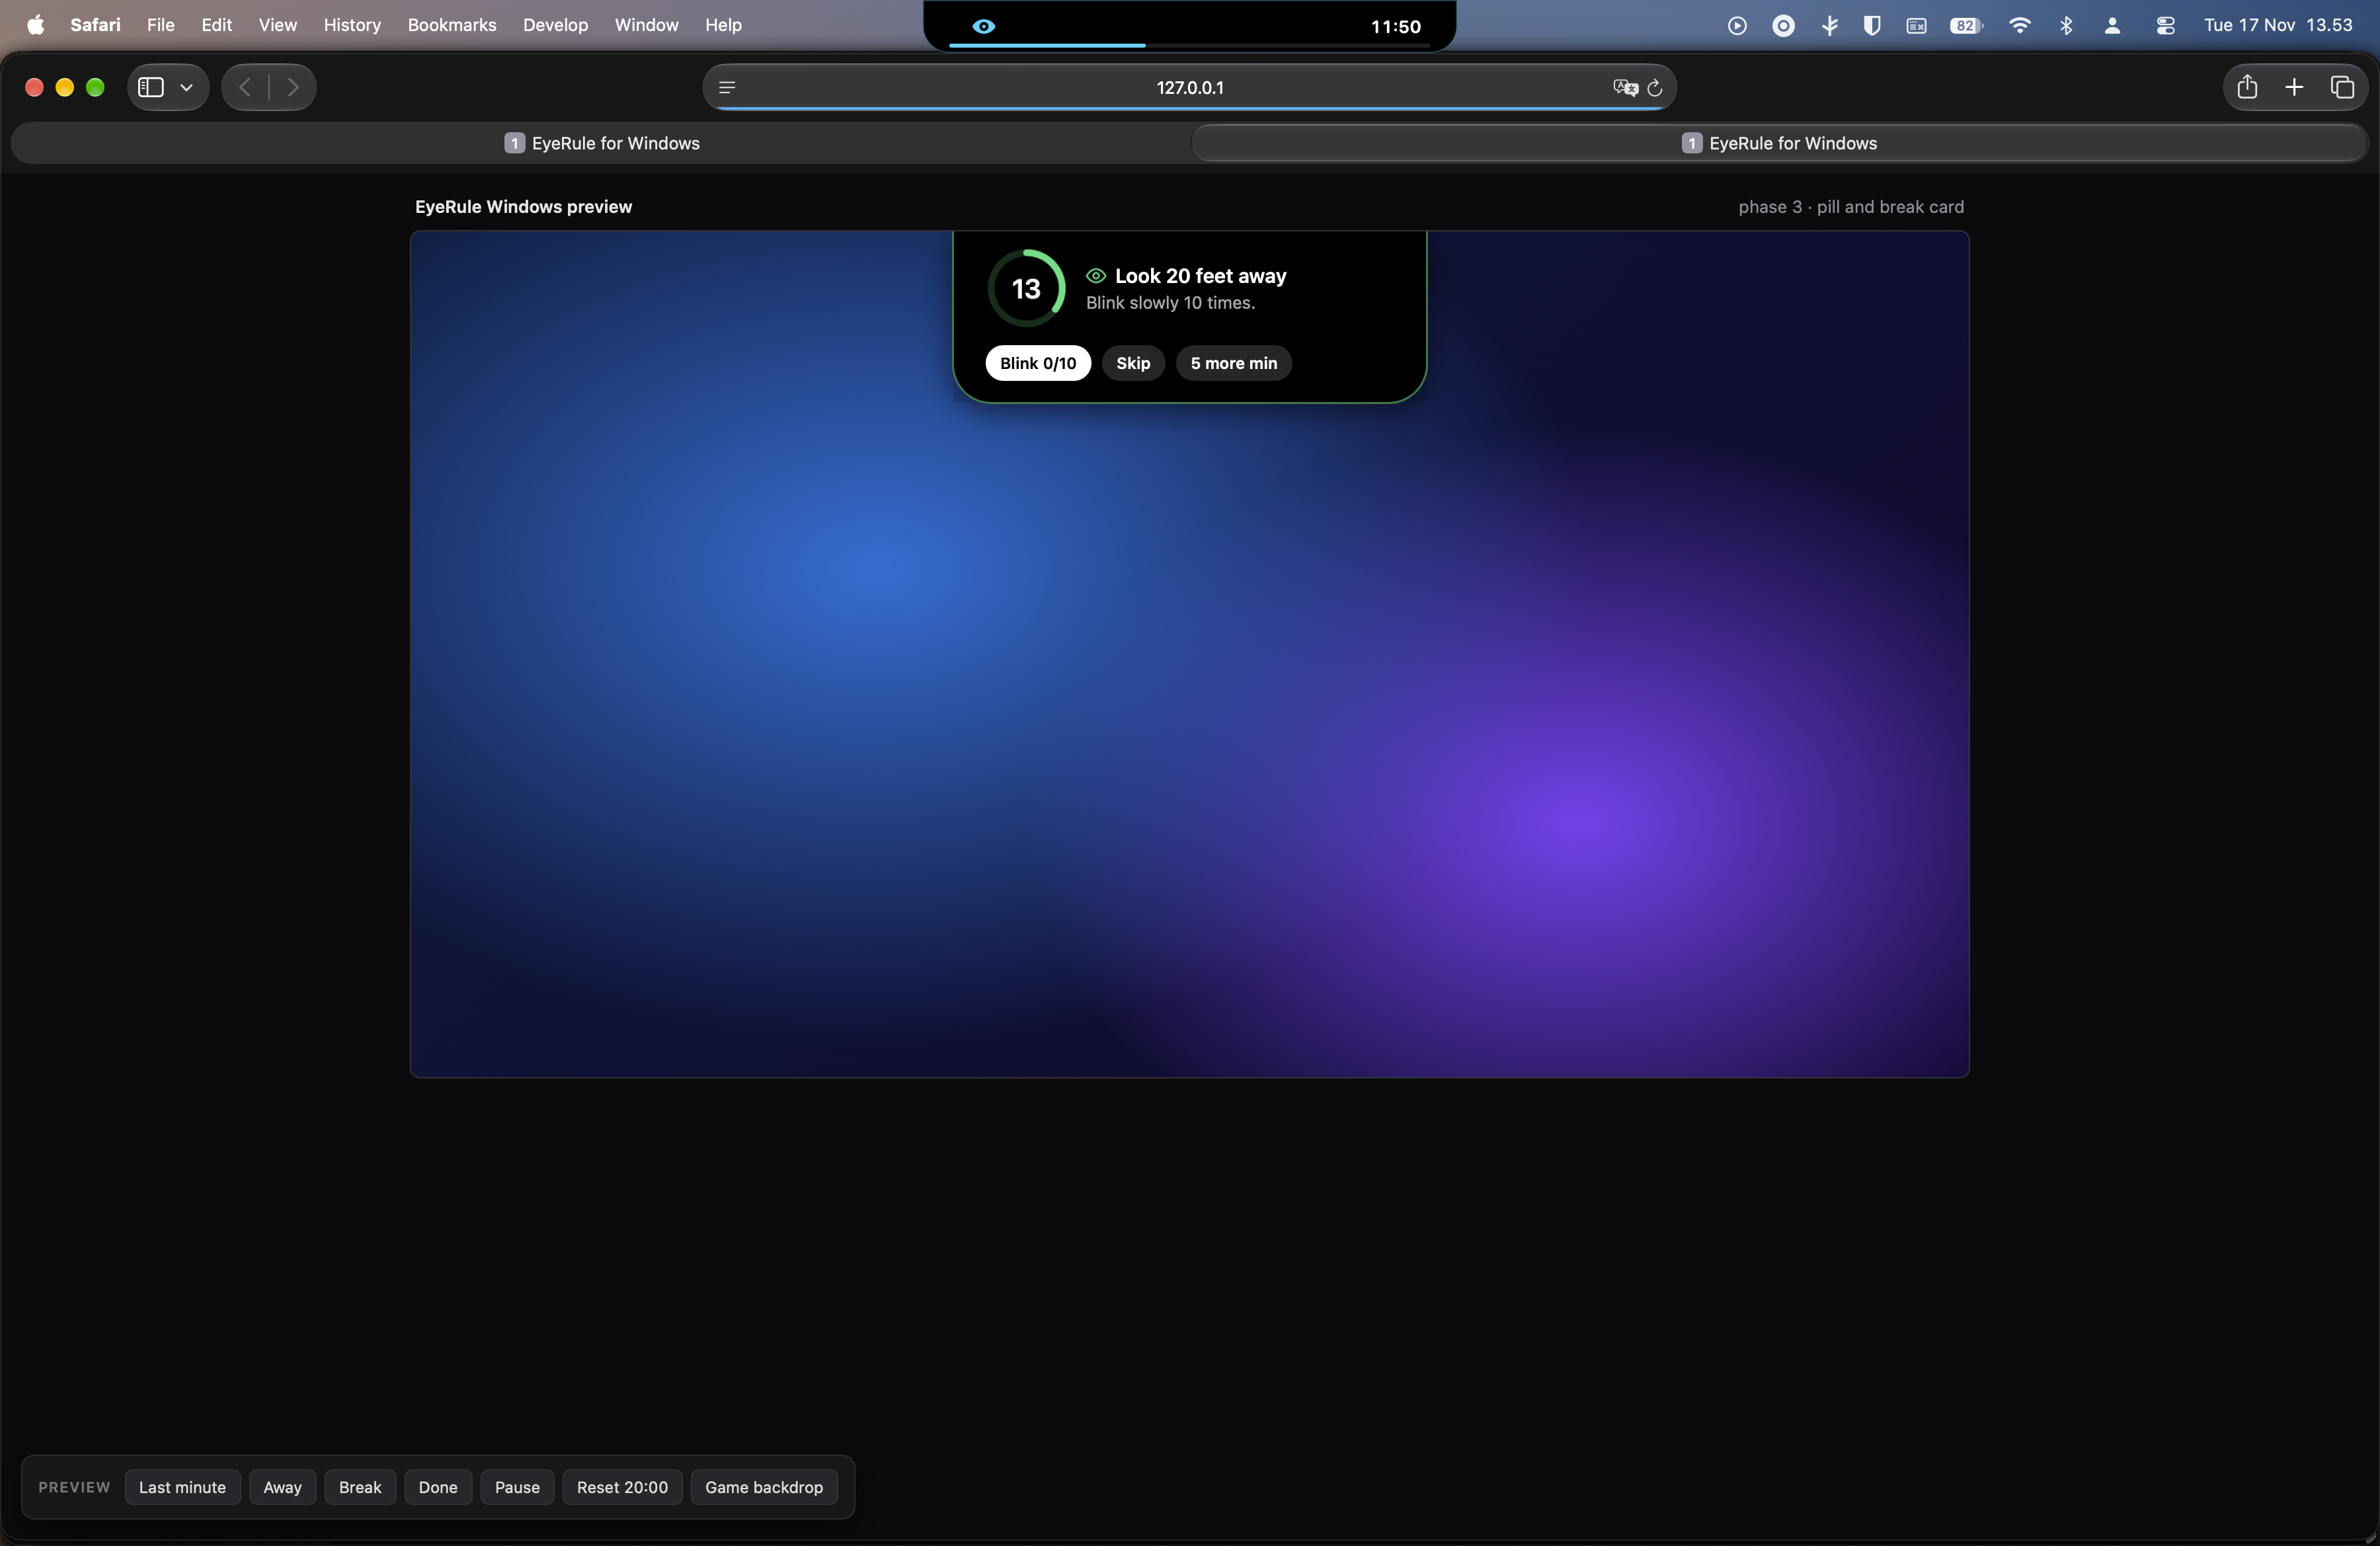 Safari File Edit View History Bookmarks Develop Window Help 11:50 82 Tue 17 Nov 13.53
127.0.0.1
1 EyeRule for Windows 1 EyeRule for Windows
EyeRule Windows preview phase 3 · pill and break card
13
Look 20 feet away
Blink slowly 10 times.
Blink 0/10 Skip 5 more min
PREVIEW Last minute Away Break Done Pause Reset 20:00 Game backdrop